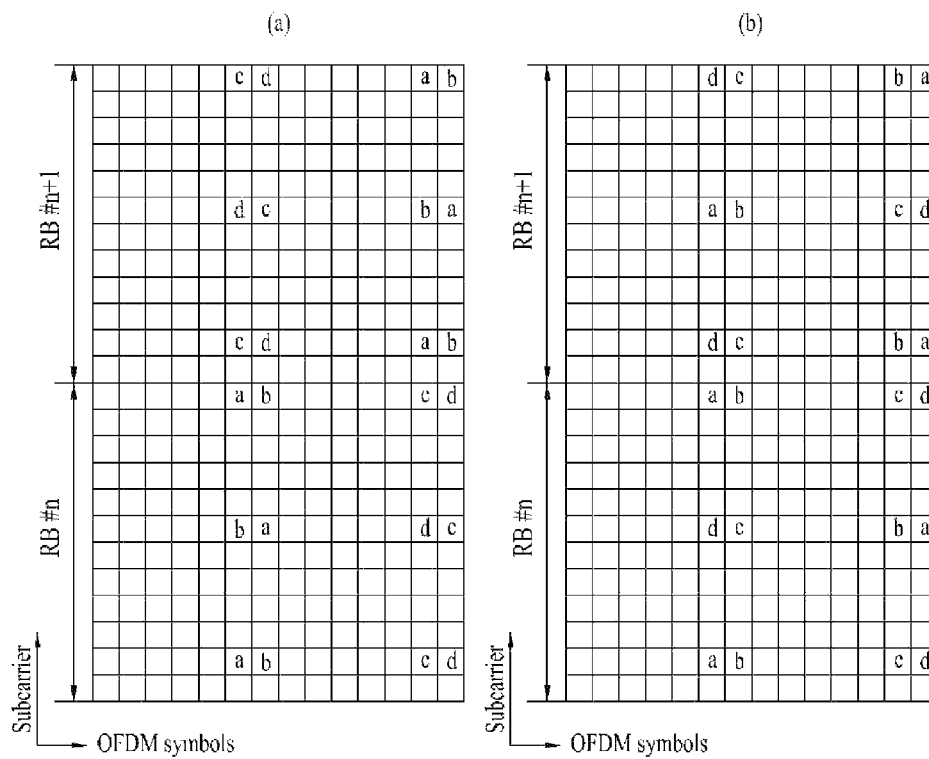 (a) (b)
c d a b d c b a
RB #n+1 RB #n+1
d c b a a b c d
c d a b d c b a
a b c d a b c d
RB #n RB #n
b a d c d c b a
a b c d a b c d
Subcarrier Subcarrier
OFDM symbols OFDM symbols